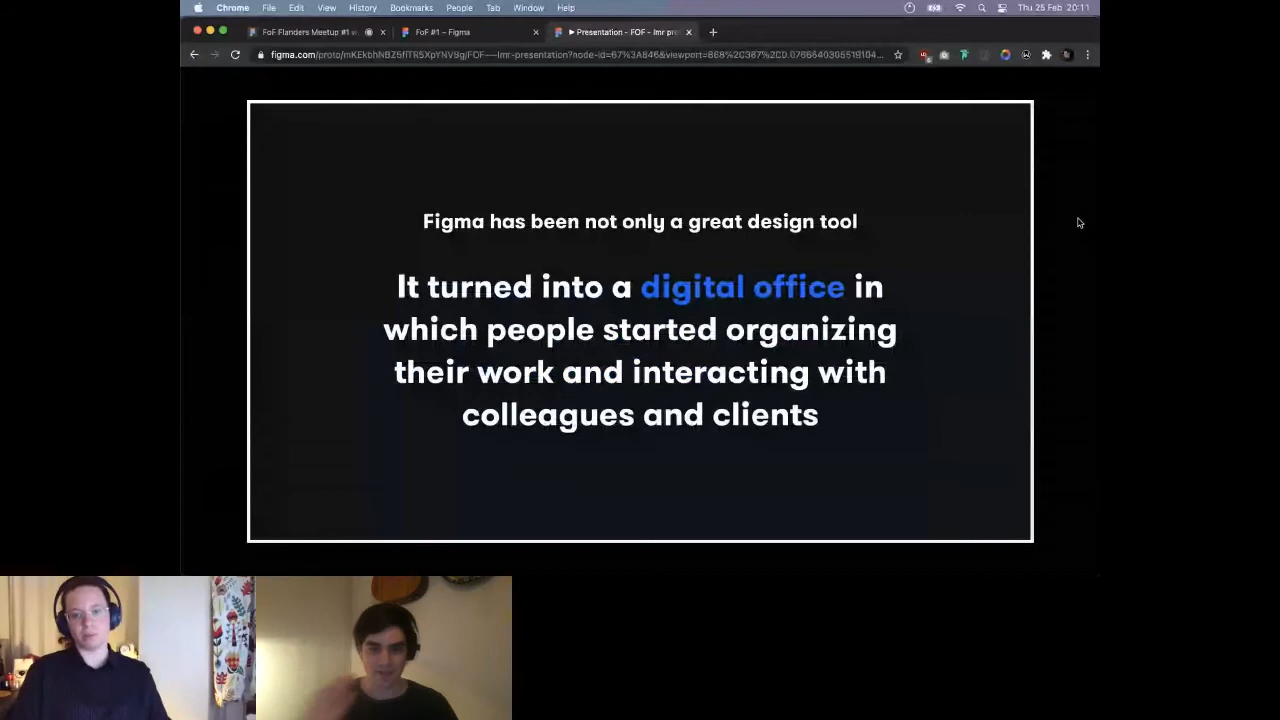 Chrome File Edit View History Bookmarks People Tab Window Help Thu 25 Feb 20:11
FoF Flanders Meetup #1 FoF #1 – Figma Presentation - FOF - lmr pre
Figma has been not only a great design tool
It turned into a digital office in
which people started organizing
their work and interacting with
colleagues and clients